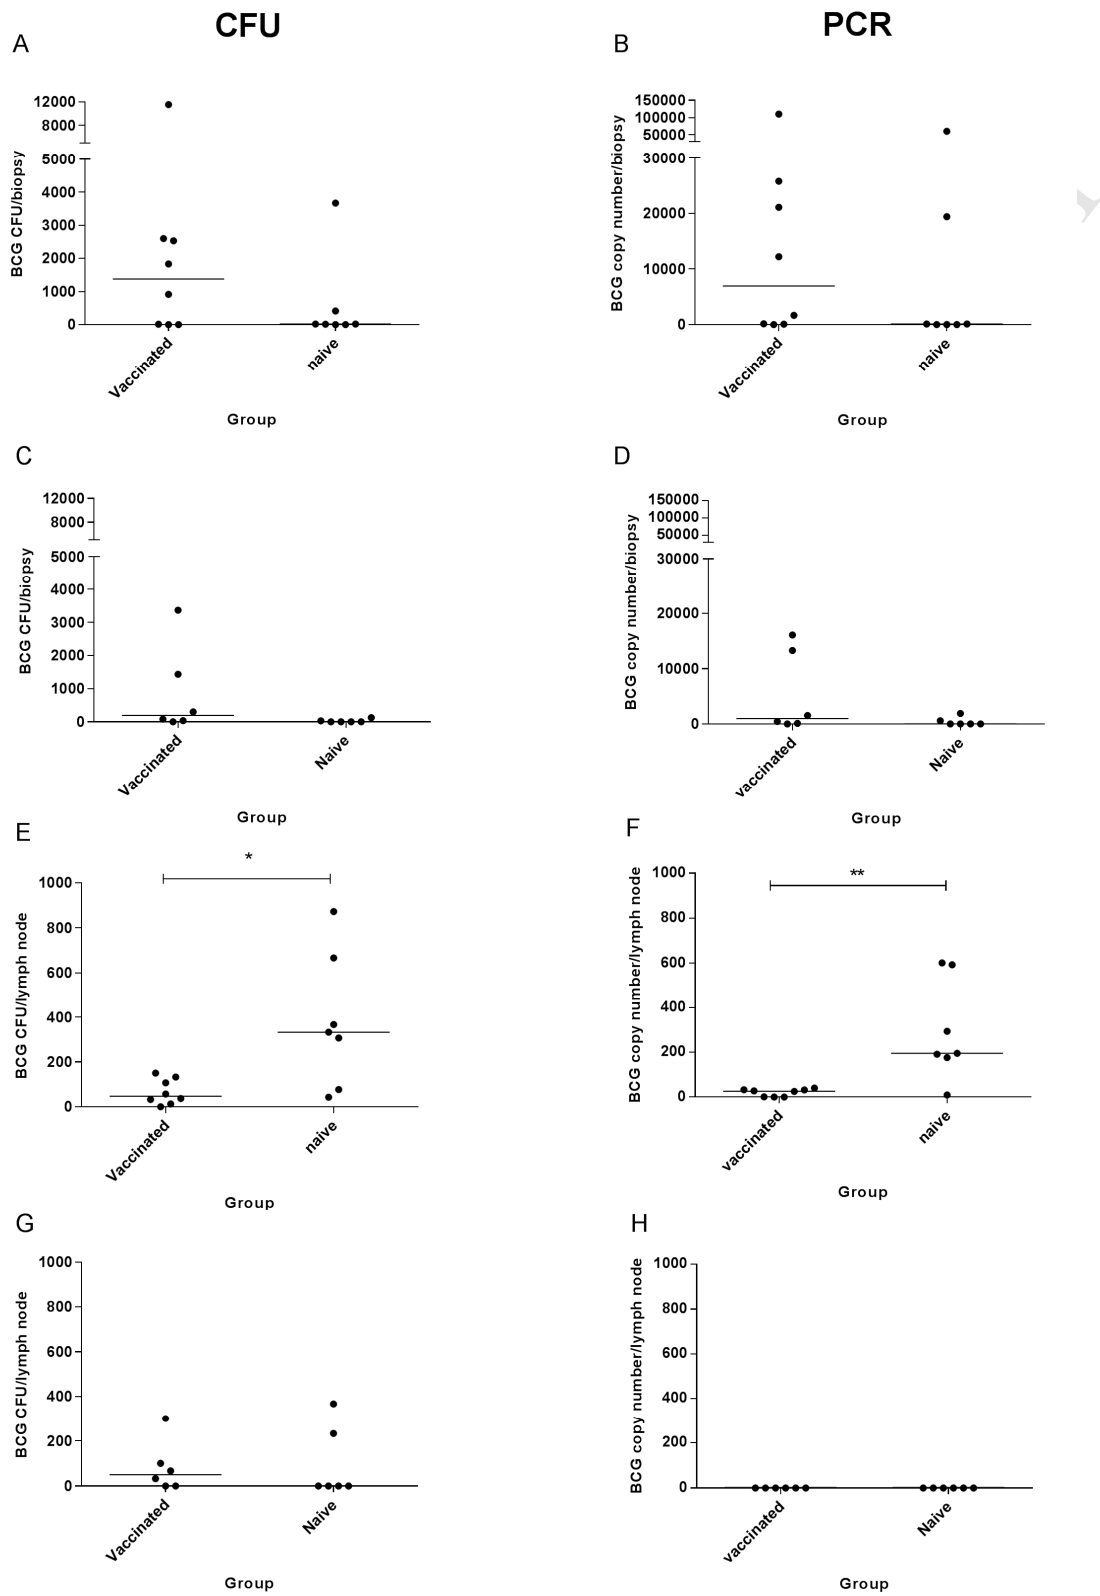 CFU
PCR
A
BCG CFU/biopsy
12000
8000
5000
4000
3000
2000
1000
0
Vaccinated
naive
Group
B
BCG copy number/biopsy
150000
100000
50000
30000
20000
10000
0
Vaccinated
naive
Group
C
BCG CFU/biopsy
12000
8000
5000
4000
3000
2000
1000
0
Vaccinated
Naive
Group
D
BCG copy number/biopsy
150000
100000
50000
30000
20000
10000
0
vaccinated
Naive
Group
E
BCG CFU/lymph node
1000
800
600
400
200
0
*
Vaccinated
naive
Group
F
BCG copy number/lymph node
1000
800
600
400
200
0
**
vaccinated
naive
Group
G
BCG CFU/lymph node
1000
800
600
400
200
0
Vaccinated
Naive
Group
H
BCG copy number/lymph node
1000
800
600
400
200
0
vaccinated
Naive
Group